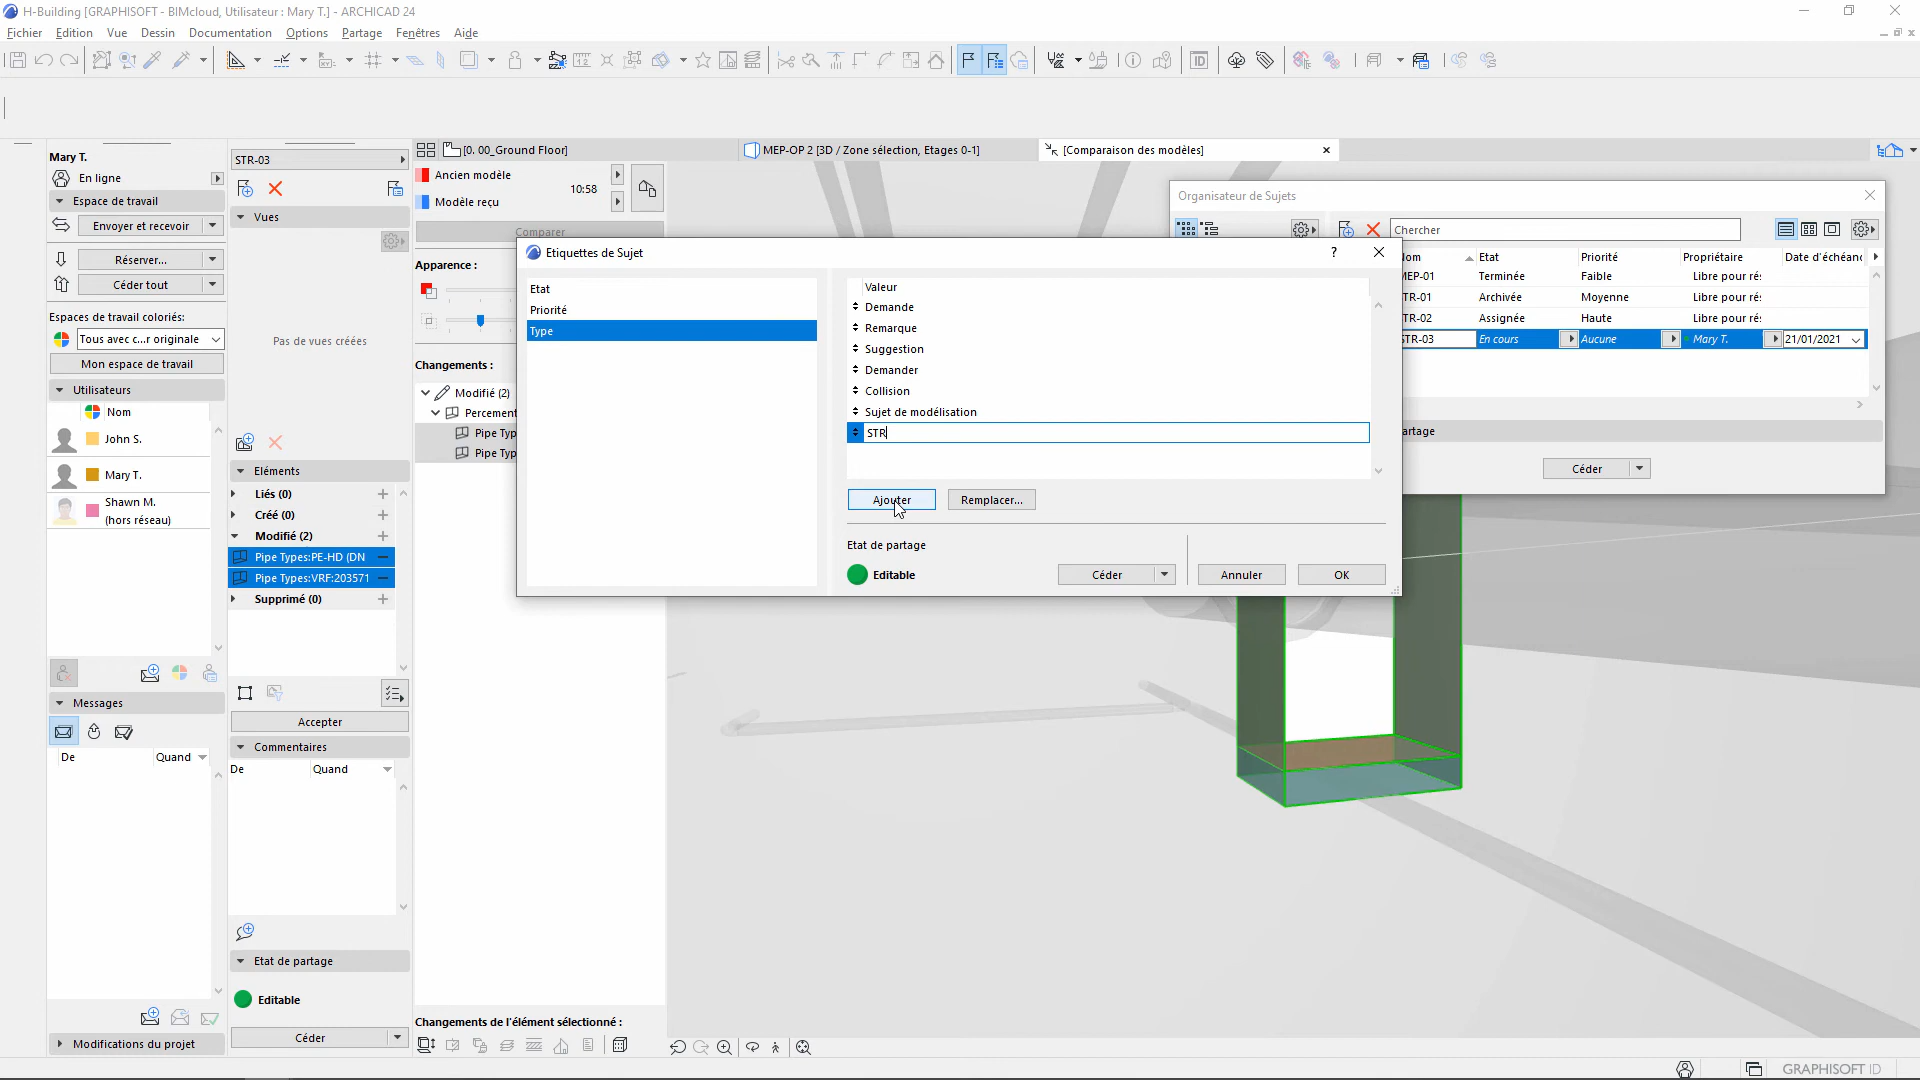 H-Building [GRAPHISOFT - BIMcloud, Utilisateur : Mary T.] - ARCHICAD 24
Fichier Edition Vue Dessin Documentation Options Partage Fenêtres Aide
Mary T.
En ligne
Espace de travail
Envoyer et recevoir
Réserver...
Céder tout
Espaces de travail coloriés:
Tous avec c...r originale
Mon espace de travail
Utilisateurs
Nom
John S.
Mary T.
Shawn M.
(hors réseau)
Messages
De Quand
Modifications du projet
STR-03
Vues
Pas de vues créées
Eléments
Liés (0)
Créé (0)
Modifié (2)
Pipe Types:PE-HD (DN
Pipe Types:VRF:203571
Supprimé (0)
Accepter
Commentaires
De Quand
Etat de partage
Editable
Céder
[0. 00_Ground Floor]
MEP-OP 2 [3D / Zone sélection, Etages 0-1]
[Comparaison des modèles]
Ancien modèle
10:58
Modèle reçu
Comparer
Apparence :
Changements :
Modifié (2)
Percement
Pipe Typ
Pipe Typ
Changements de l'élément sélectionné :
Etiquettes de Sujet
?
Etat
Priorité
Type
Valeur
Demande
Remarque
Suggestion
Demander
Collision
Sujet de modélisation
STR
Ajouter Remplacer...
Etat de partage
Editable
Céder Annuler OK
Organisateur de Sujets
Chercher
Nom Etat Priorité Propriétaire Date d'échéanc
MEP-01 Terminée Faible Libre pour ré:
STR-01 Archivée Moyenne Libre pour ré:
STR-02 Assignée Haute Libre pour ré:
STR-03 En cours Aucune Mary T. 21/01/2021
artage
Céder
GRAPHISOFT ID